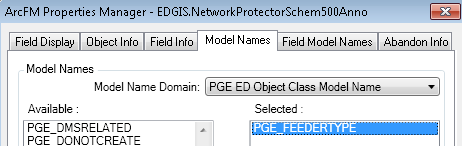 ArcFM Properties Manager - EDGIS.NetworkProtectorSchem500Anno
Field Display Object Info Field Info Model Names Field Model Names Abandon Info
Model Names
Model Name Domain: PGE ED Object Class Model Name
Available : Selected :
PGE_DMSRELATED PGE_FEEDERTYPE
PGE_DONOTCREATE